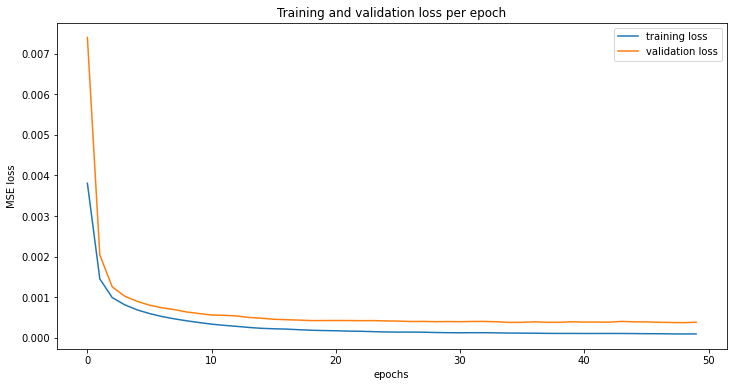 Training and validation loss per epoch
training loss
validation loss
0.007
0.006
0.005
0.004
0.003
0.002
0.001
0.000
MSE loss
0 10 20 30 40 50
epochs